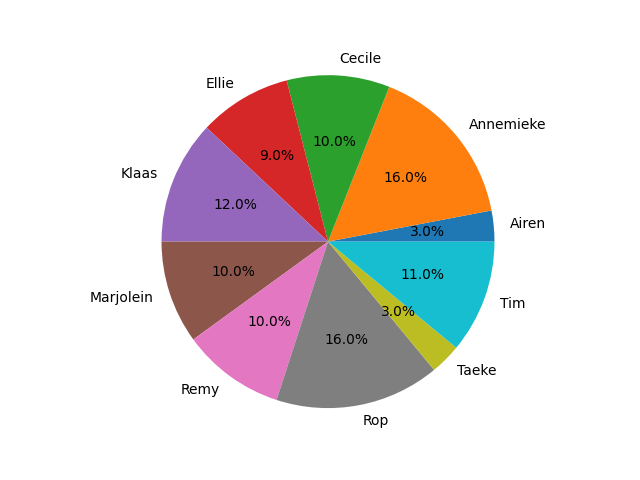 Cecile
Ellie
Annemieke
10.0%
9.0%
16.0%
Klaas
12.0%
Airen
3.0%
10.0%
11.0%
Marjolein
Tim
3.0%
10.0%
16.0%
Taeke
Remy
Rop